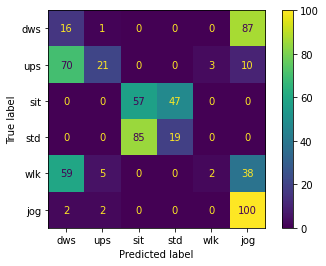 dws 16 1 0 0 0 87
ups 70 21 0 0 3 10
sit 0 0 57 47 0 0
std 0 0 85 19 0 0
wlk 59 5 0 0 2 38
jog 2 2 0 0 0 100
dws ups sit std wlk jog
Predicted label
True label
100
80
60
40
20
0